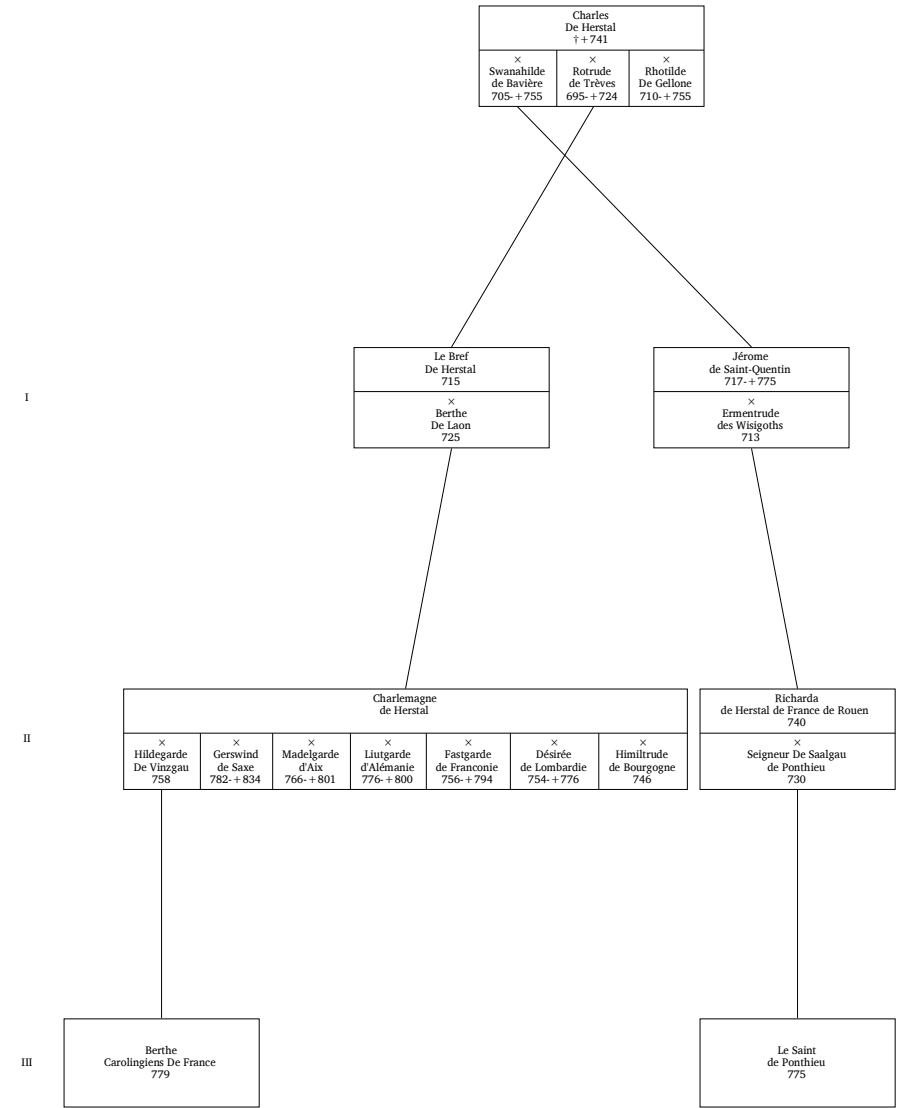 Charles
De Herstal
†+741
×
Swanahilde
de Bavière
705-+755
×
Rotrude
de Trèves
695-+724
×
Rhotilde
De Gellone
710-+755
I
Le Bref
De Herstal
715
×
Berthe
De Laon
725
Jérome
de Saint-Quentin
717-+775
×
Ermentrude
des Wisigoths
713
II
Charlemagne
de Herstal
×
Hildegarde
De Vinzgau
758
×
Gerswind
de Saxe
782-+834
×
Madelgarde
d'Aix
766-+801
×
Liutgarde
d'Alémanie
776-+800
×
Fastgarde
de Franconie
756-+794
×
Désirée
de Lombardie
754-+776
×
Himiltrude
de Bourgogne
746
Richarda
de Herstal de France de Rouen
740
×
Seigneur De Saalgau
de Ponthieu
730
III
Berthe
Carolingiens De France
779
Le Saint
de Ponthieu
775